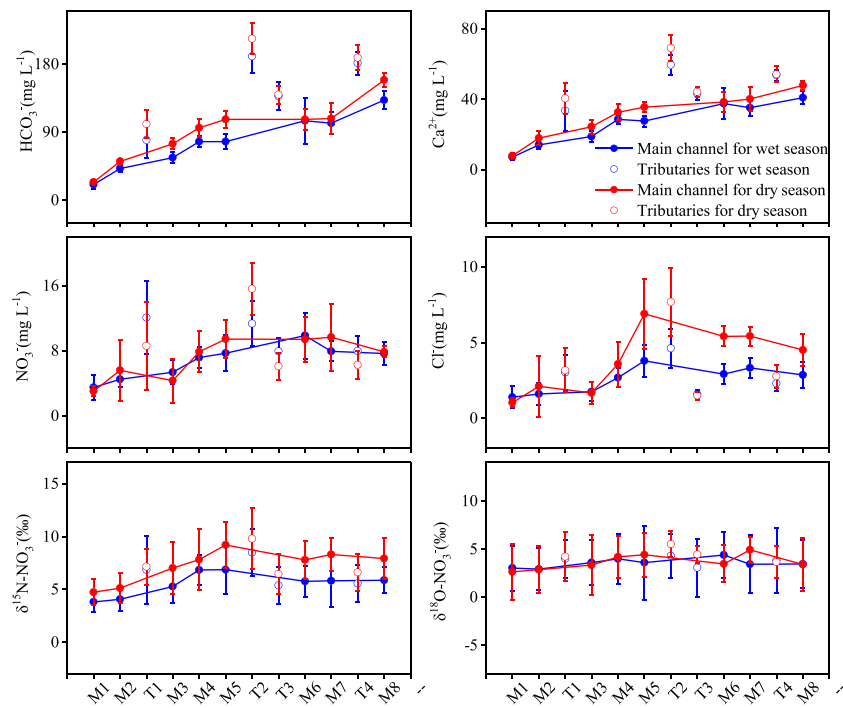 HCO₃⁻(mg L⁻¹)
180
90
0
Ca²⁺(mg L⁻¹)
80
40
0
Main channel for wet season
Tributaries for wet season
Main channel for dry season
Tributaries for dry season
NO₃⁻(mg L⁻¹)
16
8
0
Cl⁻(mg L⁻¹)
10
5
0
δ¹⁵N-NO₃⁻(‰)
15
10
5
0
δ¹⁸O-NO₃⁻(‰)
10
5
0
-5
M1 M2 T1 M3 M4 M5 T2 T3 M6 M7 T4 M8 --
M1 M2 T1 M3 M4 M5 T2 T3 M6 M7 T4 M8 --